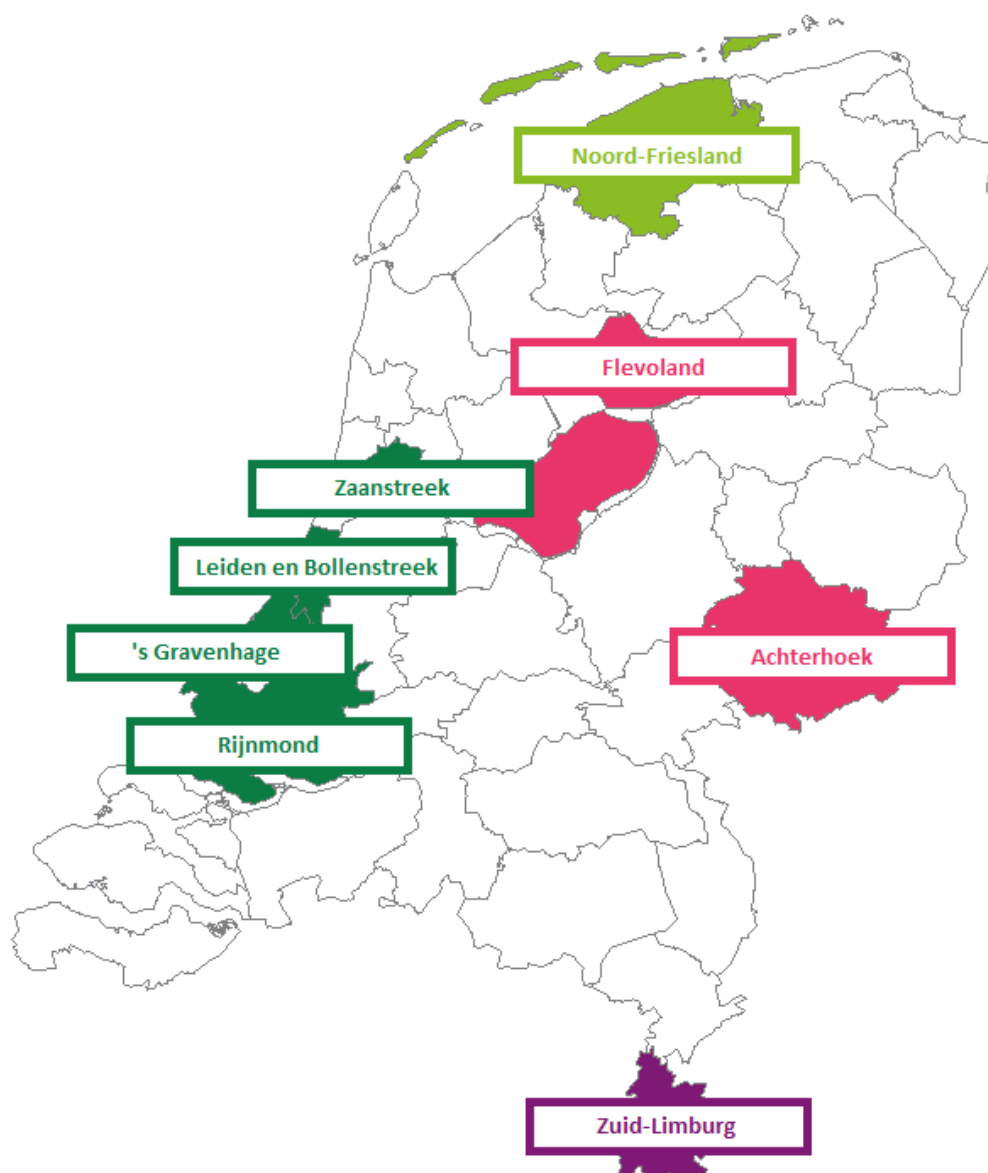 Noord-Friesland
Flevoland
Zaanstreek
Leiden en Bollenstreek
's Gravenhage
Achterhoek
Rijnmond
Zuid-Limburg